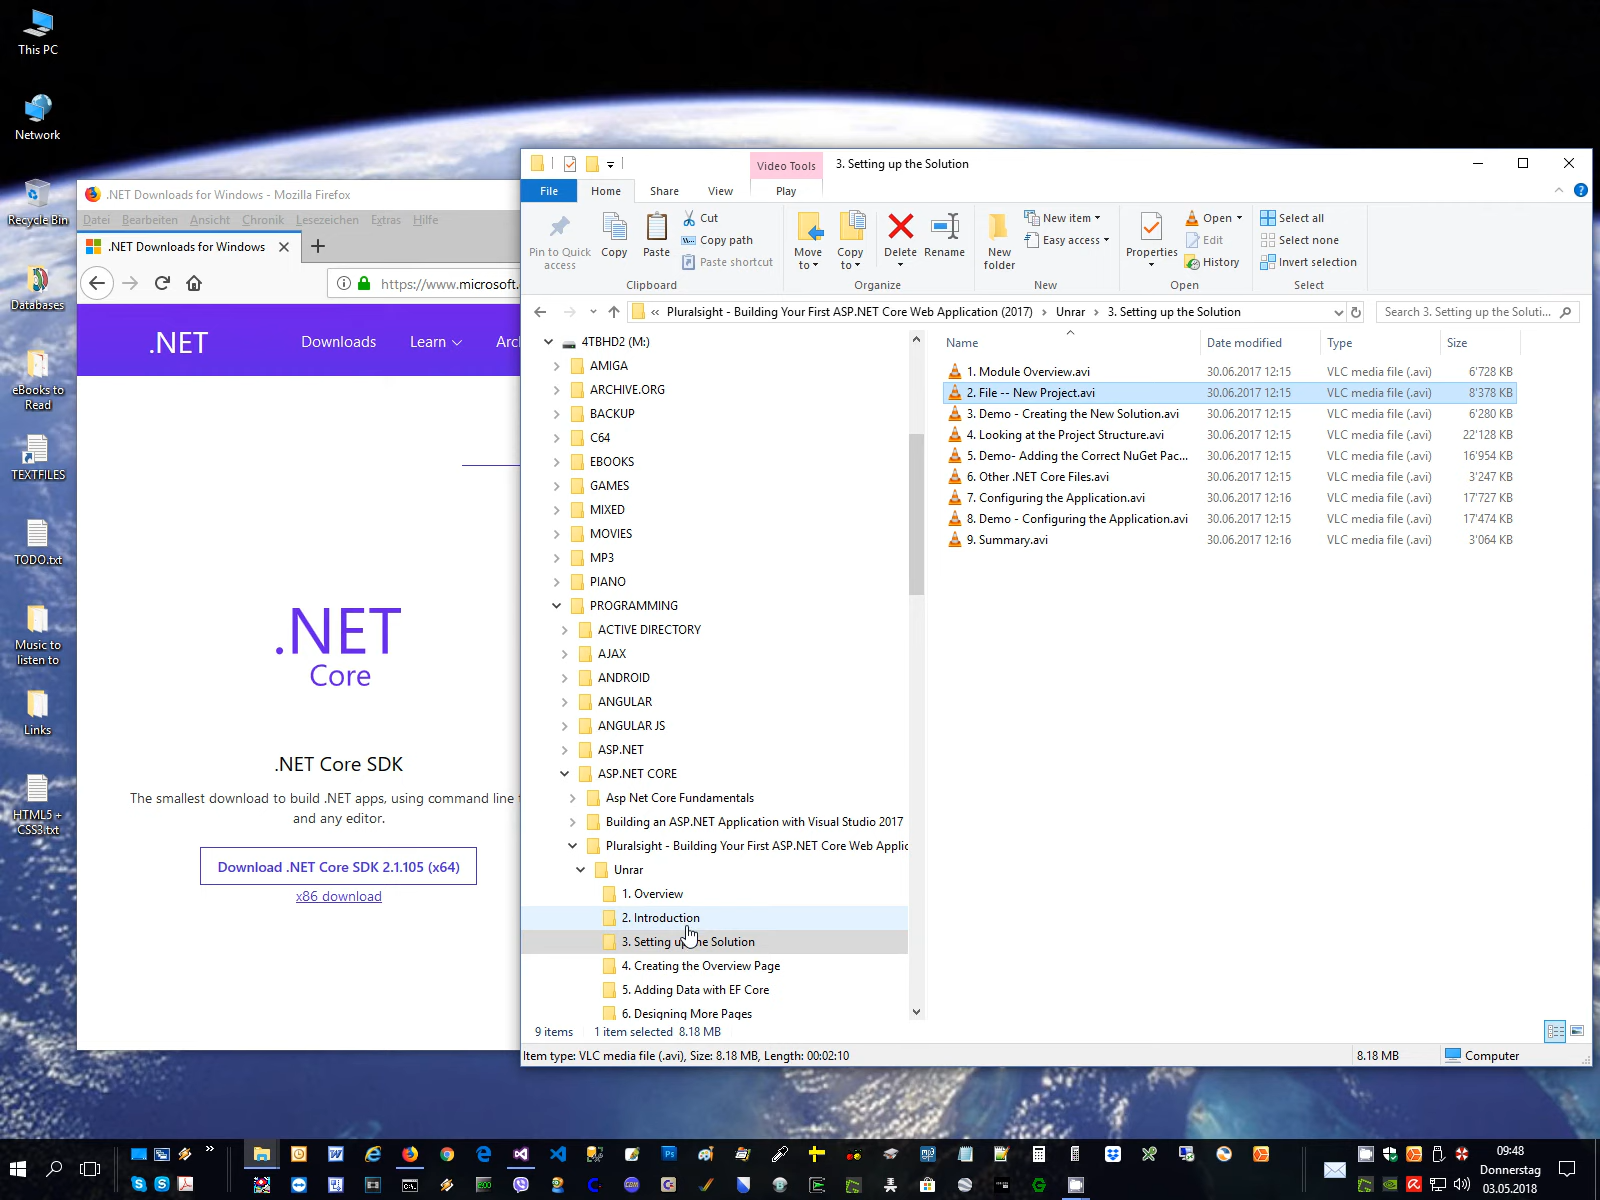 This PC
Network
Recycle Bin
Databases
eBooks to
Read
TEXTFILES
TODO.txt
Music to
listen to
Links
HTML5 +
CSS3.txt
.NET Downloads for Windows - Mozilla Firefox
Datei Bearbeiten Ansicht Chronik Lesezeichen Extras Hilfe
.NET Downloads for Windows
https://www.microsoft.
.NET Downloads Learn Arc
.NET
Core
.NET Core SDK
The smallest download to build .NET apps, using command line t
and any editor.
Download .NET Core SDK 2.1.105 (x64)
x86 download
Video Tools 3. Setting up the Solution
File Home Share View Play
Pin to Quick
access
Copy
Paste
Cut
Copy path
Paste shortcut
Clipboard
Move
to
Copy
to
Delete
Rename
Organize
New
folder
New item
Easy access
New
Properties
Open
Edit
History
Open
Select all
Select none
Invert selection
Select
« Pluralsight - Building Your First ASP.NET Core Web Application (2017) › Unrar › 3. Setting up the Solution
Search 3. Setting up the Soluti...
4TBHD2 (M:)
AMIGA
ARCHIVE.ORG
BACKUP
C64
EBOOKS
GAMES
MIXED
MOVIES
MP3
PIANO
PROGRAMMING
ACTIVE DIRECTORY
AJAX
ANDROID
ANGULAR
ANGULAR JS
ASP.NET
ASP.NET CORE
Asp Net Core Fundamentals
Building an ASP.NET Application with Visual Studio 2017
Pluralsight - Building Your First ASP.NET Core Web Applic
Unrar
1. Overview
2. Introduction
3. Setting up the Solution
4. Creating the Overview Page
5. Adding Data with EF Core
6. Designing More Pages
Name Date modified Type Size
1. Module Overview.avi 30.06.2017 12:15 VLC media file (.avi) 6'728 KB
2. File -- New Project.avi 30.06.2017 12:15 VLC media file (.avi) 8'378 KB
3. Demo - Creating the New Solution.avi 30.06.2017 12:15 VLC media file (.avi) 6'280 KB
4. Looking at the Project Structure.avi 30.06.2017 12:15 VLC media file (.avi) 22'128 KB
5. Demo- Adding the Correct NuGet Pac... 30.06.2017 12:15 VLC media file (.avi) 16'954 KB
6. Other .NET Core Files.avi 30.06.2017 12:15 VLC media file (.avi) 3'247 KB
7. Configuring the Application.avi 30.06.2017 12:16 VLC media file (.avi) 17'727 KB
8. Demo - Configuring the Application.avi 30.06.2017 12:15 VLC media file (.avi) 17'474 KB
9. Summary.avi 30.06.2017 12:16 VLC media file (.avi) 3'064 KB
9 items 1 item selected 8.18 MB
Item type: VLC media file (.avi), Size: 8.18 MB, Length: 00:02:10 8.18 MB Computer
09:48
Donnerstag
03.05.2018